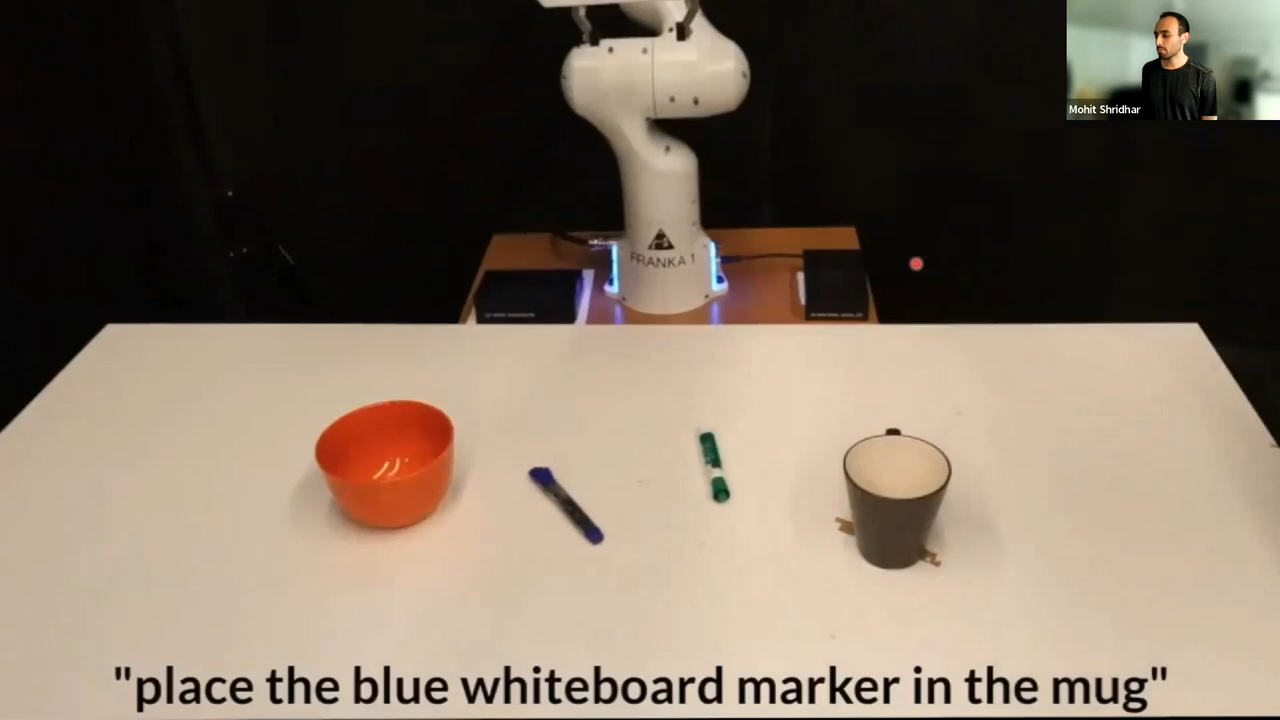 Mohit Shridhar
FRANKA 1
"place the blue whiteboard marker in the mug"